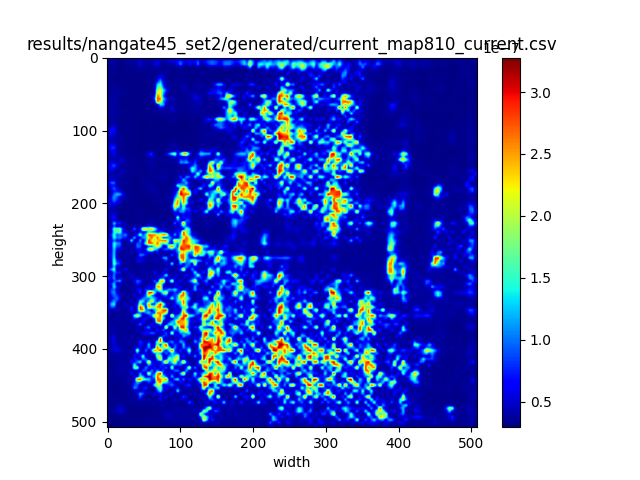 results/nangate45_set2/generated/current_map810_current.csv
1e−7
0
100
200
300
400
500
height
0 100 200 300 400 500
width
3.0
2.5
2.0
1.5
1.0
0.5